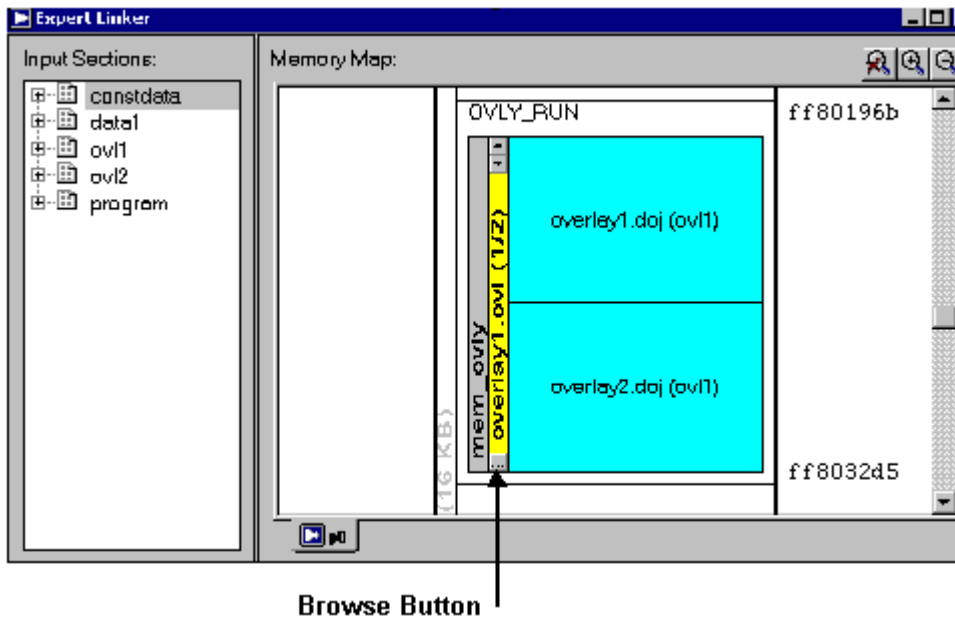 Expert Linker
Input Sections:
constdata
data1
ovl1
ovl2
program
Memory Map:
OVLY_RUN
ff80196b
mem_ovly
overlay1.ovl (1/2)
overlay1.doj (ovl1)
overlay2.doj (ovl1)
(16 KB)
ff8032d5
...
p0
Browse Button